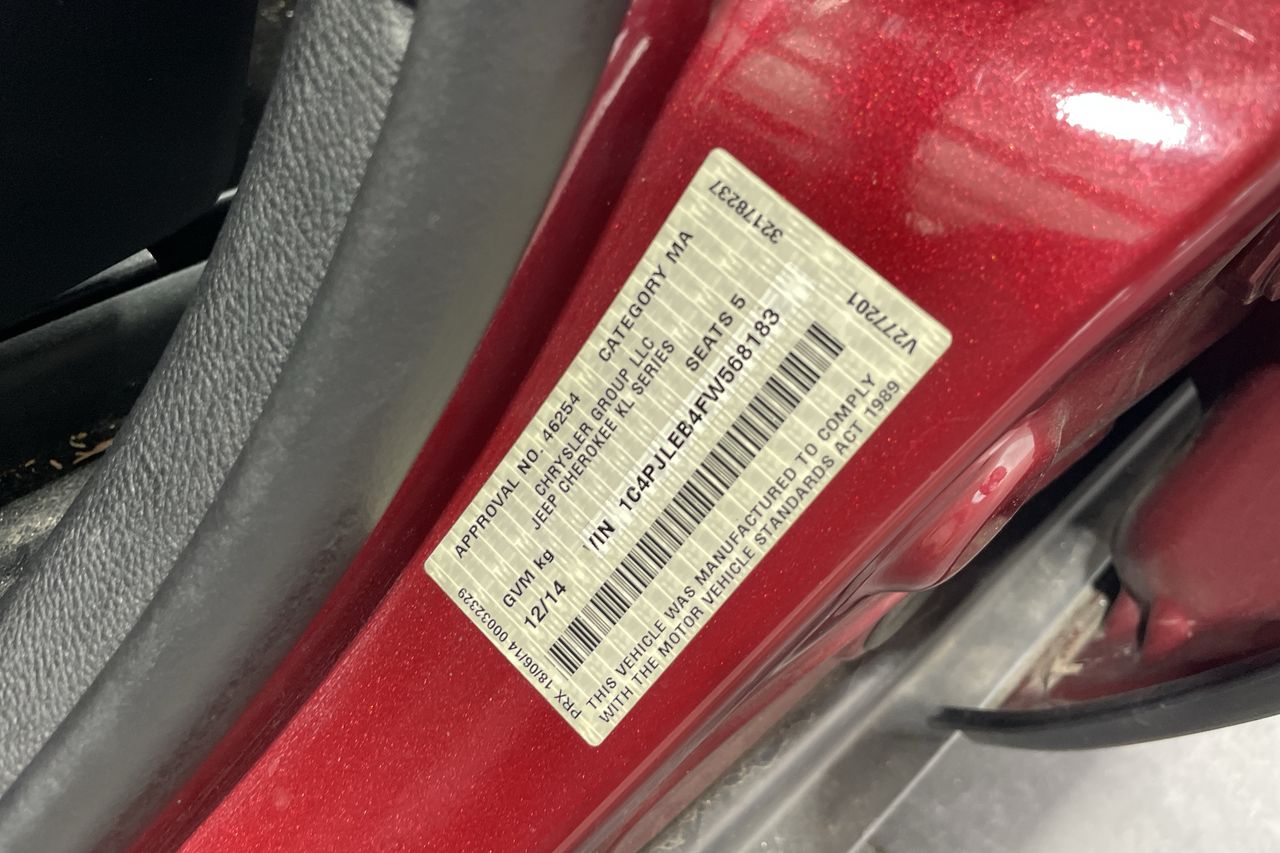 APPROVAL NO. 46254 CATEGORY MA
CHRYSLER GROUP LLC
JEEP CHEROKEE KL SERIES
GVM kg SEATS 5
12/14
VIN 1C4PJLEB4FW568183
THIS VEHICLE WAS MANUFACTURED TO COMPLY
WITH THE MOTOR VEHICLE STANDARDS ACT 1989
PRX 18/06/14 00032329
32178237
V277201